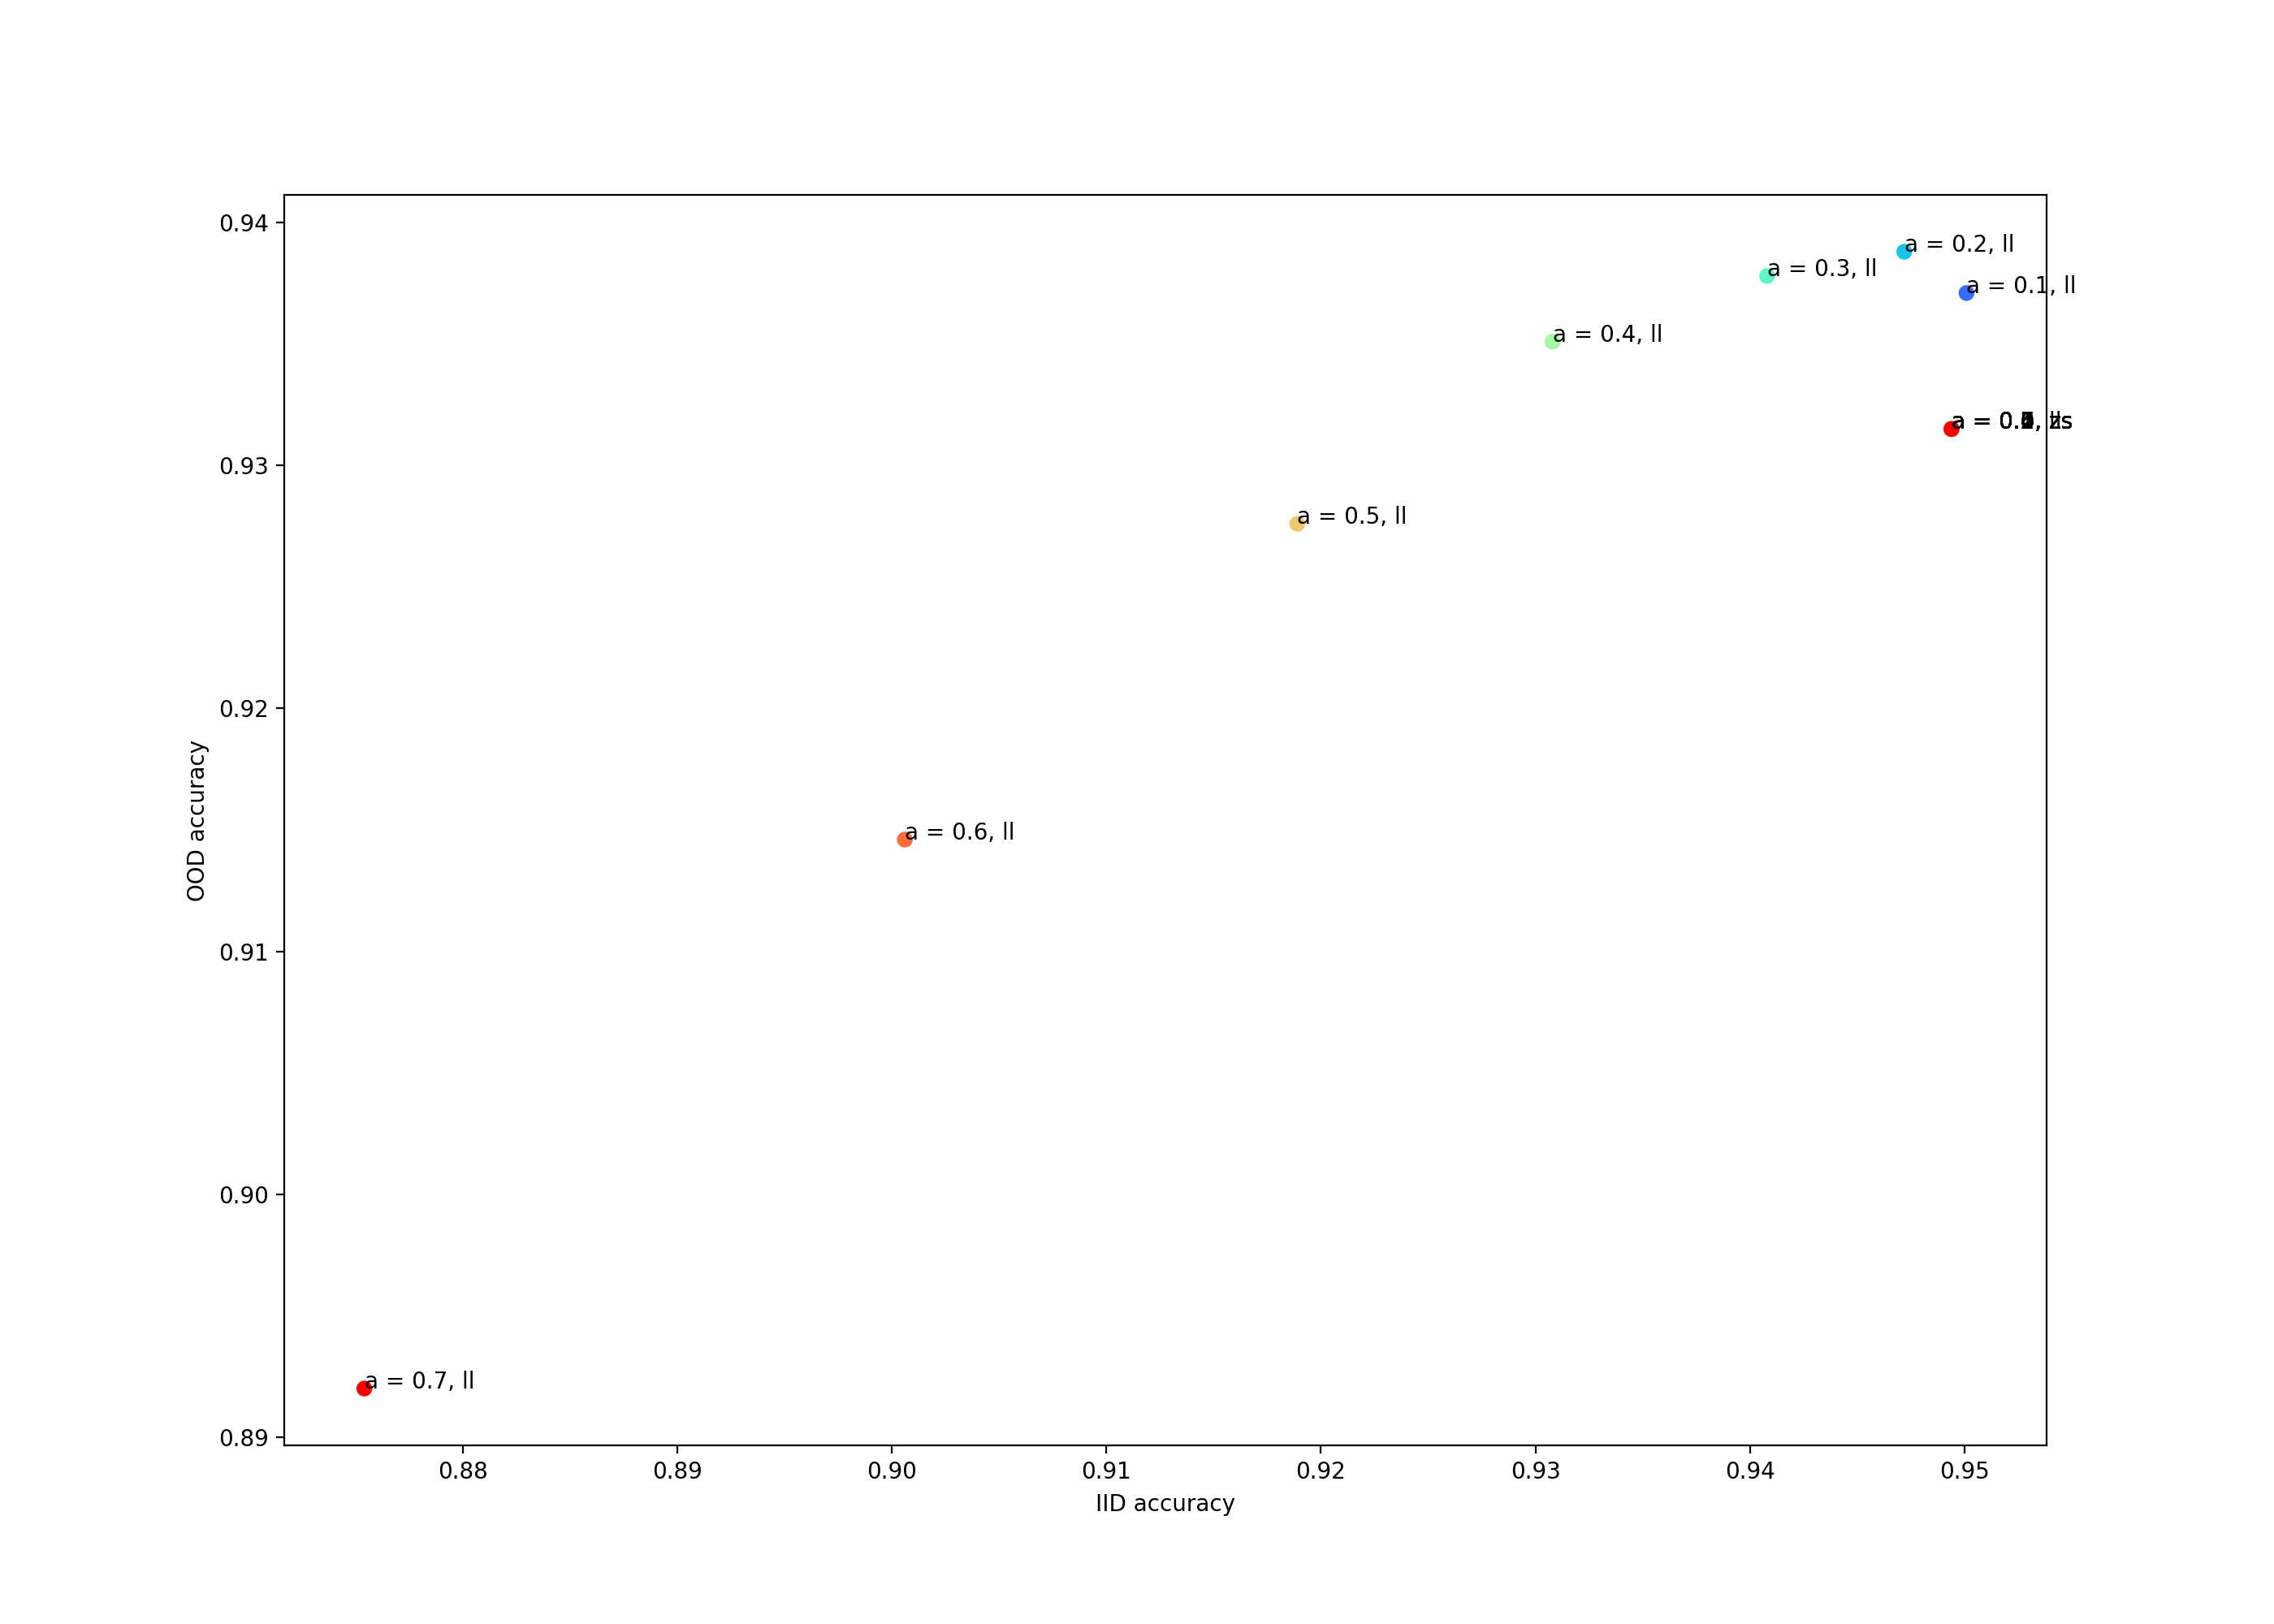 0.94
0.93
0.92
0.91
0.90
0.89
OOD accuracy
a = 0.2, ll
a = 0.3, ll
a = 0.1, ll
a = 0.4, ll
a = 0.5, ll
a = 0.6, ll
a = 0.7, ll
0.88
0.89
0.90
0.91
0.92
0.93
0.94
0.95
IID accuracy